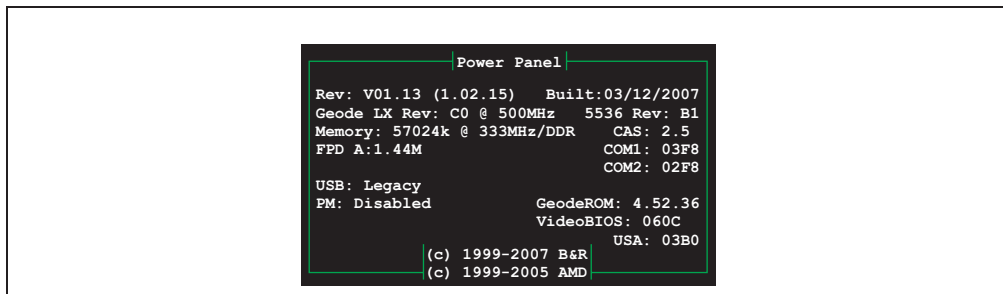 Power Panel
Rev: V01.13 (1.02.15) Built:03/12/2007
Geode LX Rev: C0 @ 500MHz 5536 Rev: B1
Memory: 57024k @ 333MHz/DDR CAS: 2.5
FPD A:1.44M COM1: 03F8
COM2: 02F8
USB: Legacy
PM: Disabled GeodeROM: 4.52.36
VideoBIOS: 060C
USA: 03B0
(c) 1999-2007 B&R
(c) 1999-2005 AMD